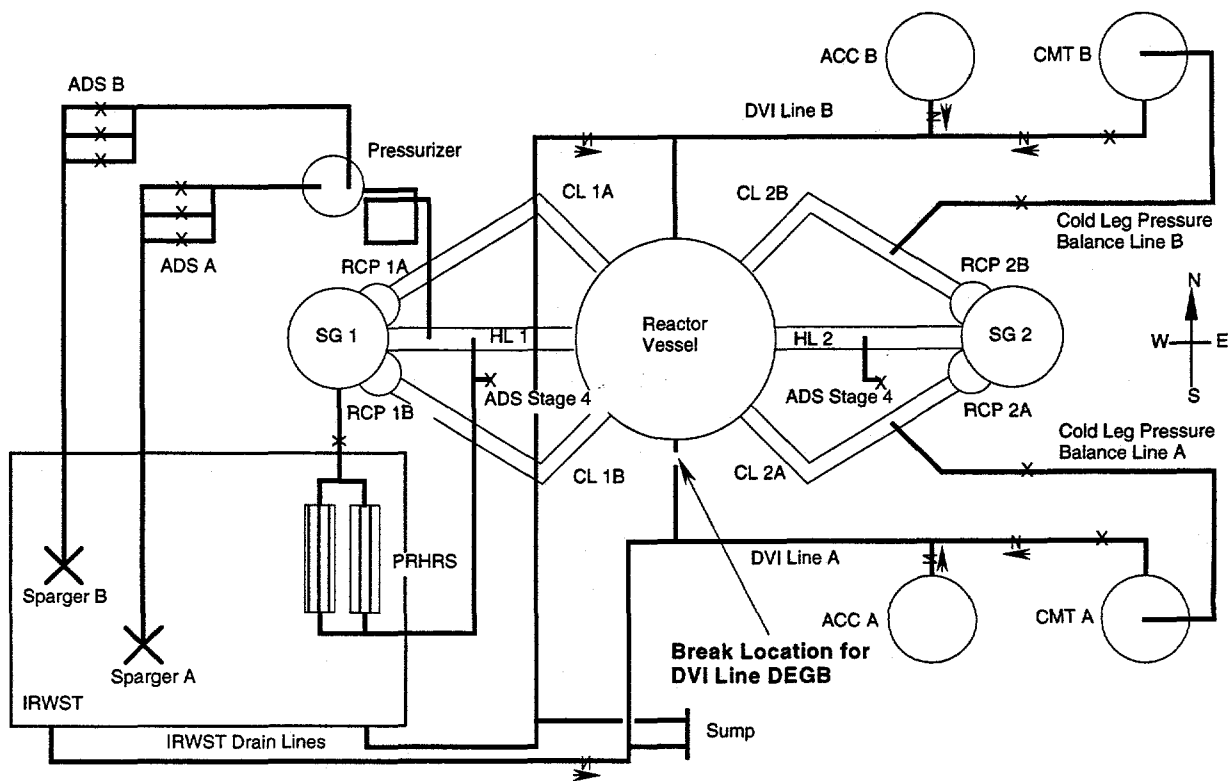 ACC B
CMT B
ADS B
DVI Line B
Pressurizer
CL 1A
CL 2B
Cold Leg Pressure
Balance Line B
ADS A
RCP 1A
RCP 2B
N
SG 1
HL 1
Reactor
Vessel
HL 2
SG 2
W
E
ADS Stage 4
ADS Stage 4
S
RCP 1B
RCP 2A
Cold Leg Pressure
Balance Line A
CL 1B
CL 2A
PRHRS
DVI Line A
Sparger B
ACC A
CMT A
Break Location for
DVI Line DEGB
Sparger A
IRWST
IRWST Drain Lines
Sump